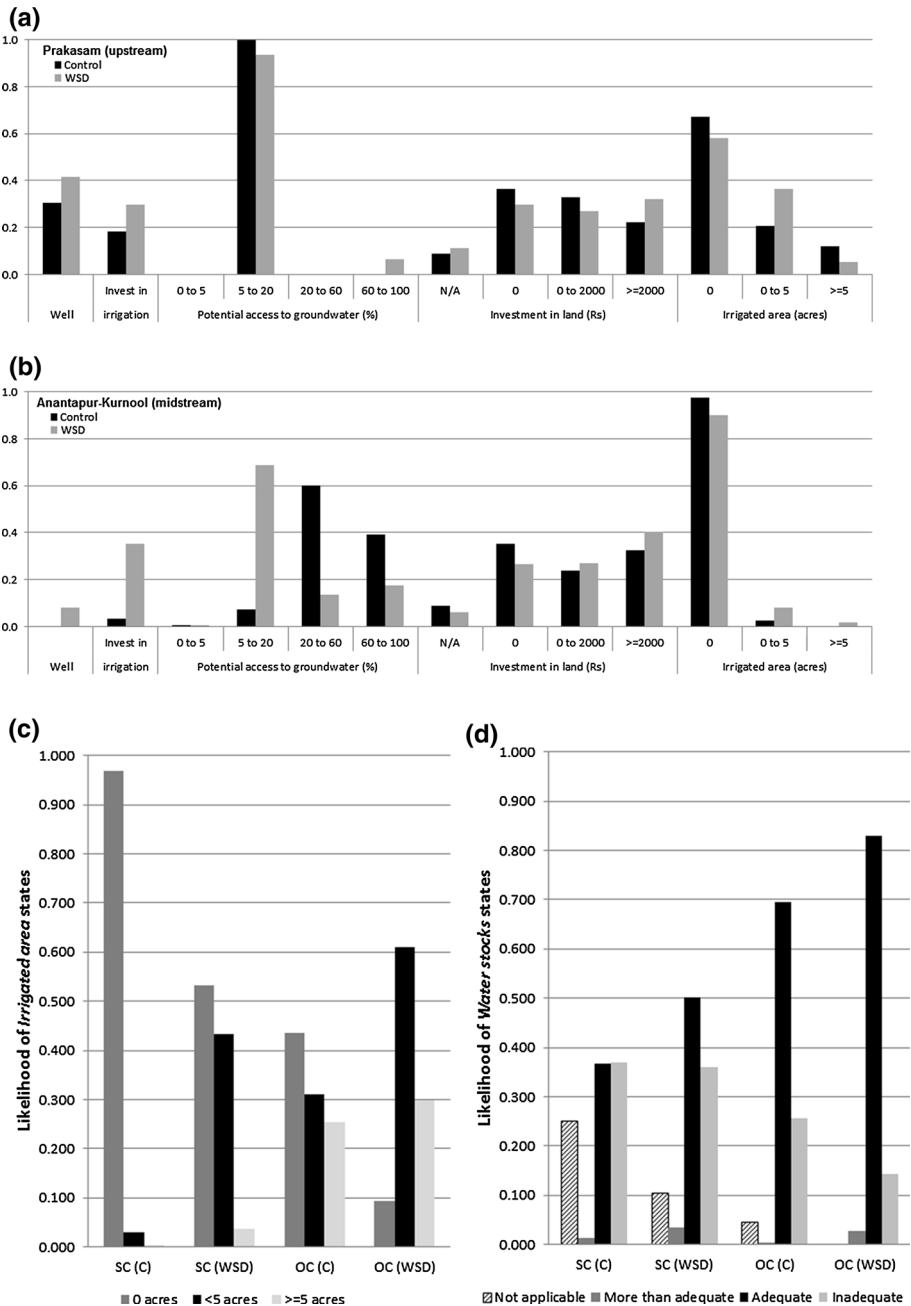 (a)
1.0
0.8
0.6
0.4
0.2
0.0
Prakasam (upstream)
Control
WSD
Invest in 0 to 5 5 to 20 20 to 60 60 to 100 N/A 0 0 to 2000 >=2000 0 0 to 5 >=5
Well irrigation Potential access to groundwater (%) Investment in land (Rs) Irrigated area (acres)
(b)
1.0
0.8
0.6
0.4
0.2
0.0
Anantapur-Kurnool (midstream)
Control
WSD
Invest in 0 to 5 5 to 20 20 to 60 60 to 100 N/A 0 0 to 2000 >=2000 0 0 to 5 >=5
Well irrigation Potential access to groundwater (%) Investment in land (Rs) Irrigated area (acres)
(c)
Likelihood of Irrigated area states
1.000
0.900
0.800
0.700
0.600
0.500
0.400
0.300
0.200
0.100
0.000
SC (C) SC (WSD) OC (C) OC (WSD)
0 acres <5 acres >=5 acres
(d)
Likelihood of Water stocks states
1.000
0.900
0.800
0.700
0.600
0.500
0.400
0.300
0.200
0.100
0.000
SC (C) SC (WSD) OC (C) OC (WSD)
Not applicable More than adequate Adequate Inadequate